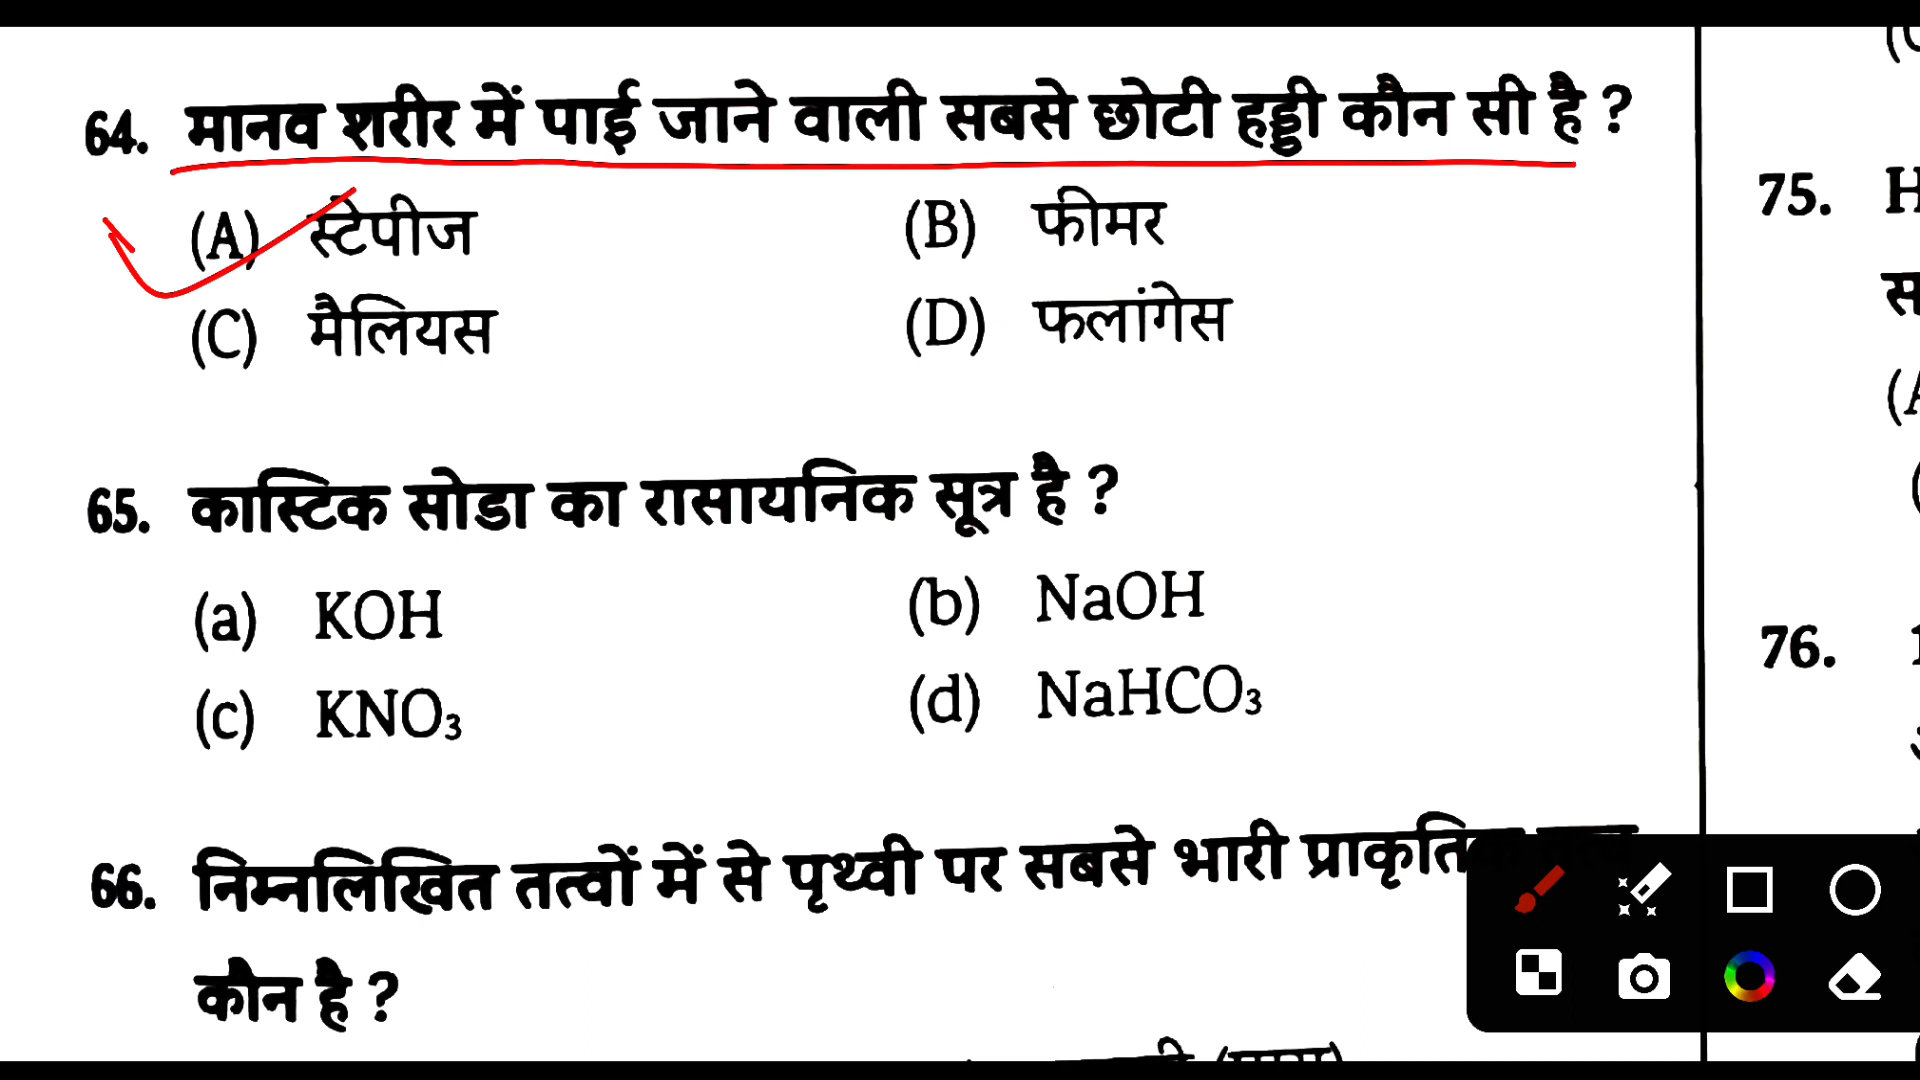 64. मानव शरीर में पाई जाने वाली सबसे छोटी हड्डी कौन सी है ?
(A) स्टेपीज (B) फीमर
(C) मैलियस (D) फलांगेस
65. कास्टिक सोडा का रासायनिक सूत्र है ?
(a) KOH (b) NaOH
(c) KNO₃ (d) NaHCO₃
66. निम्नलिखित तत्वों में से पृथ्वी पर सबसे भारी
कौन है ?
75. H
76.